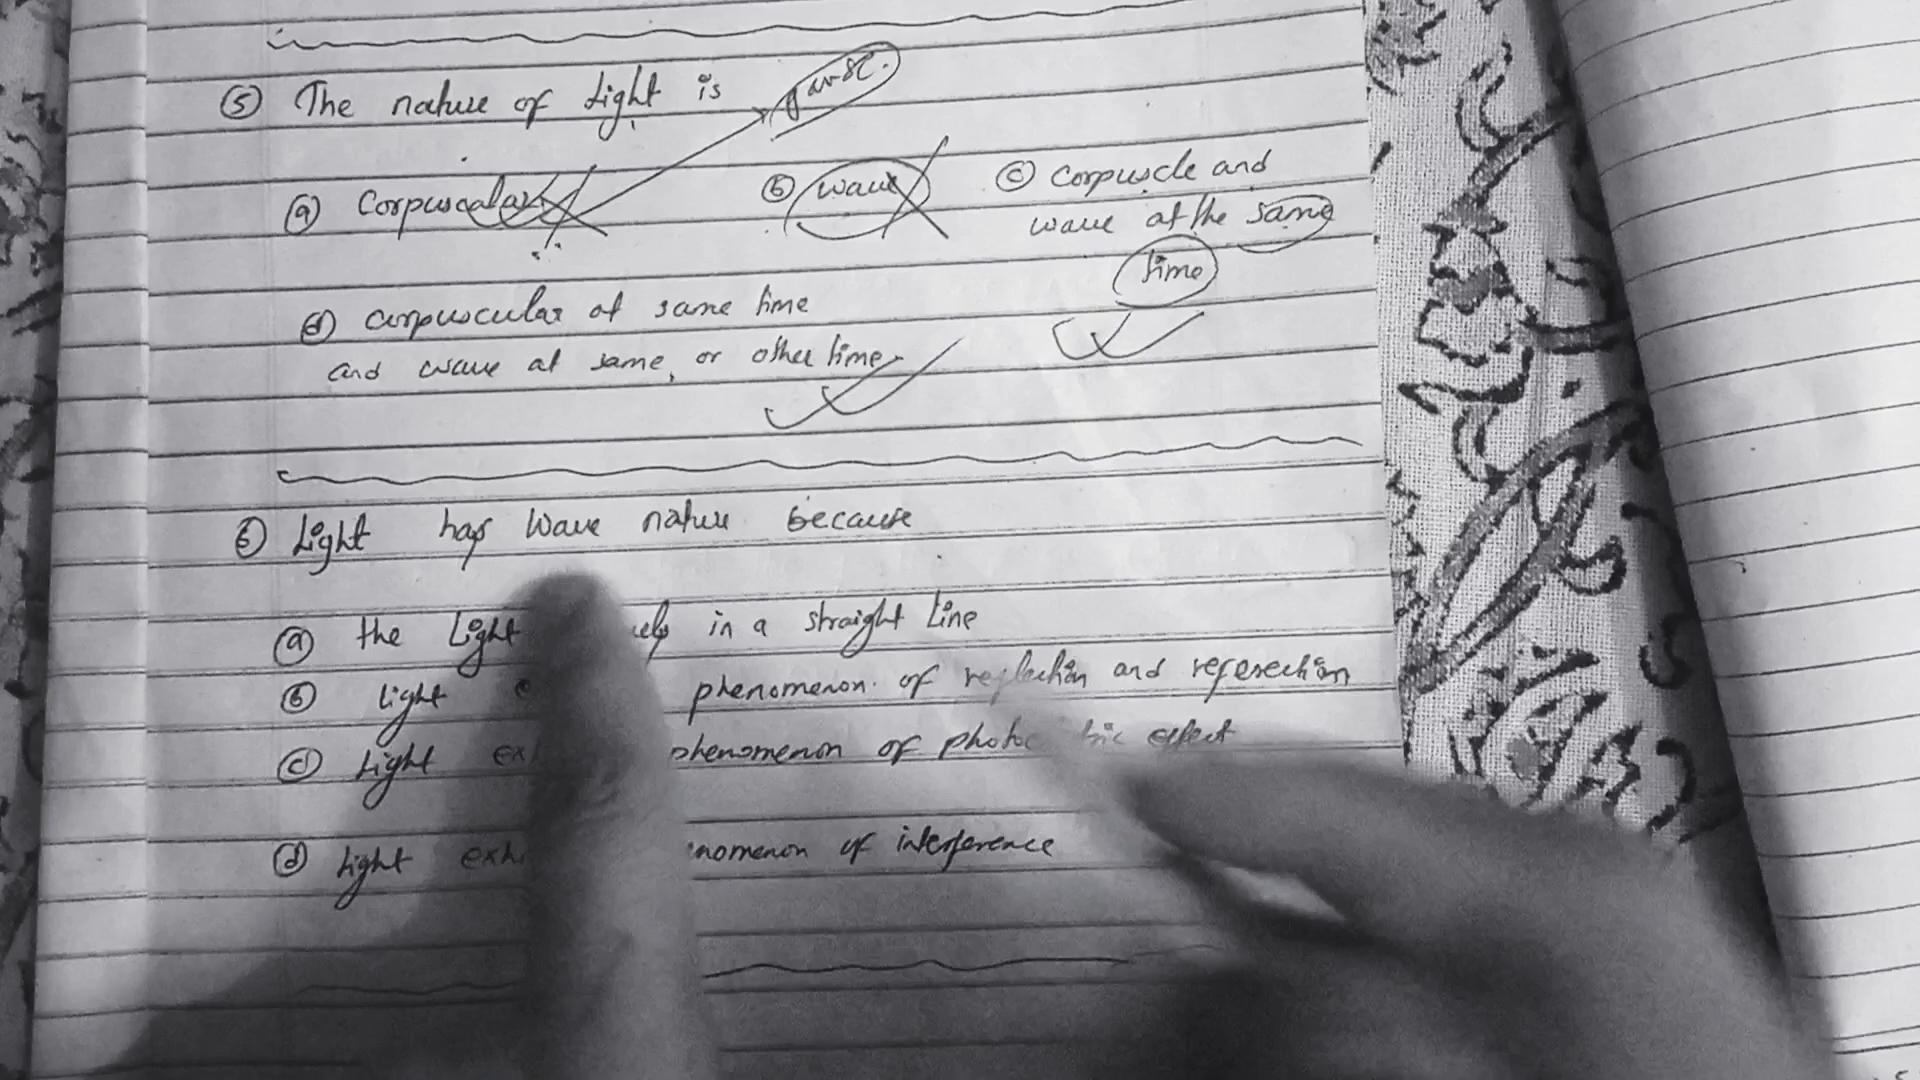 ⑤ The nature of Light is
ⓐ Corpuscular ⓑ wave ⓒ corpuscle and
wave at the same
time
ⓓ corpuscular at same time
and wave at same, or other time
⑥ Light has wave nature because
ⓐ the Light in a straight Line
ⓑ light phenomenon of reflection and referection
ⓒ Light phenomenon of effect
ⓓ Light of interference